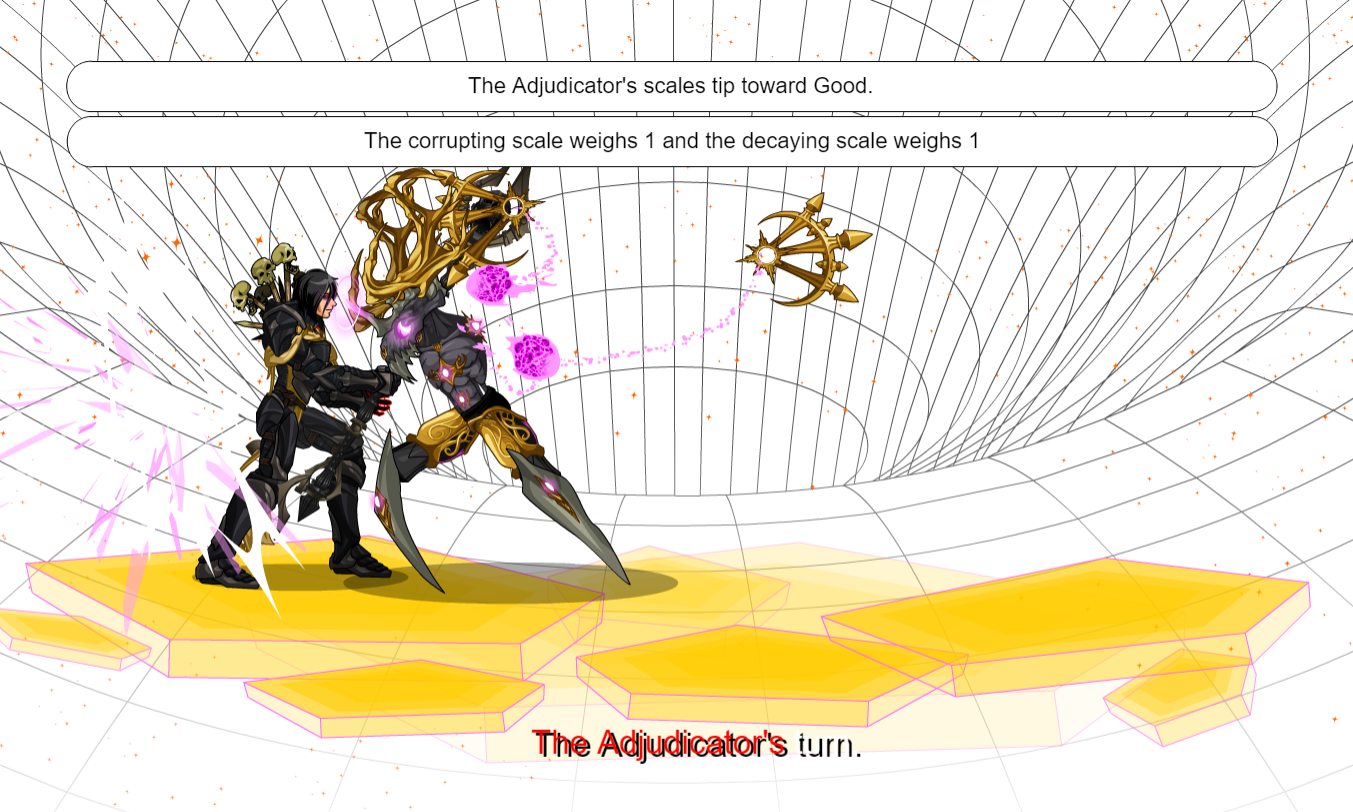 The Adjudicator's scales tip toward Good.
The corrupting scale weighs 1 and the decaying scale weighs 1
The Adjudicator's turn.